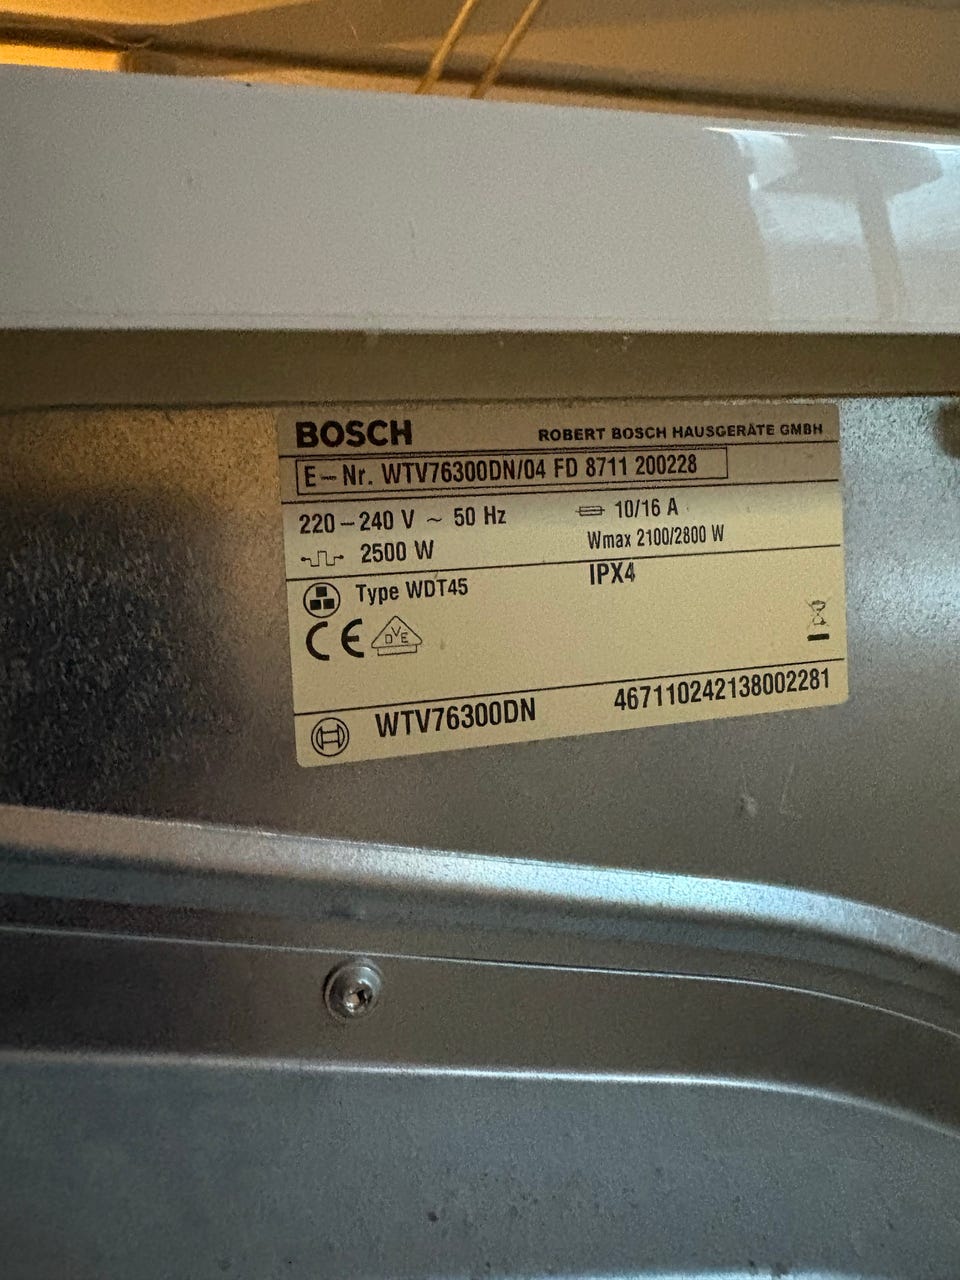 BOSCH ROBERT BOSCH HAUSGERÄTE GMBH
E–Nr. WTV76300DN/04 FD 8711 200228
220–240 V ~ 50 Hz 10/16 A
2500 W Wmax 2100/2800 W
Type WDT45 IPX4
CE DVE
WTV76300DN 467110242138002281